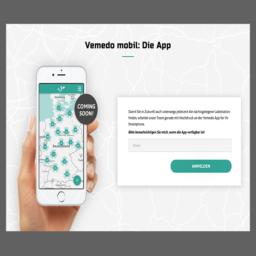 Vemedo mobil: Die App
COMING
SOON!
Damit Sie in Zukunft auch unterwegs jederzeit die nächstgelegene Ladestation
finden, arbeitet unser Team gerade mit Hochdruck an der Vemedo App für Ihr
Smartphone.
Bitte benachrichtigen Sie mich, wenn die App verfügbar ist!
ANMELDEN